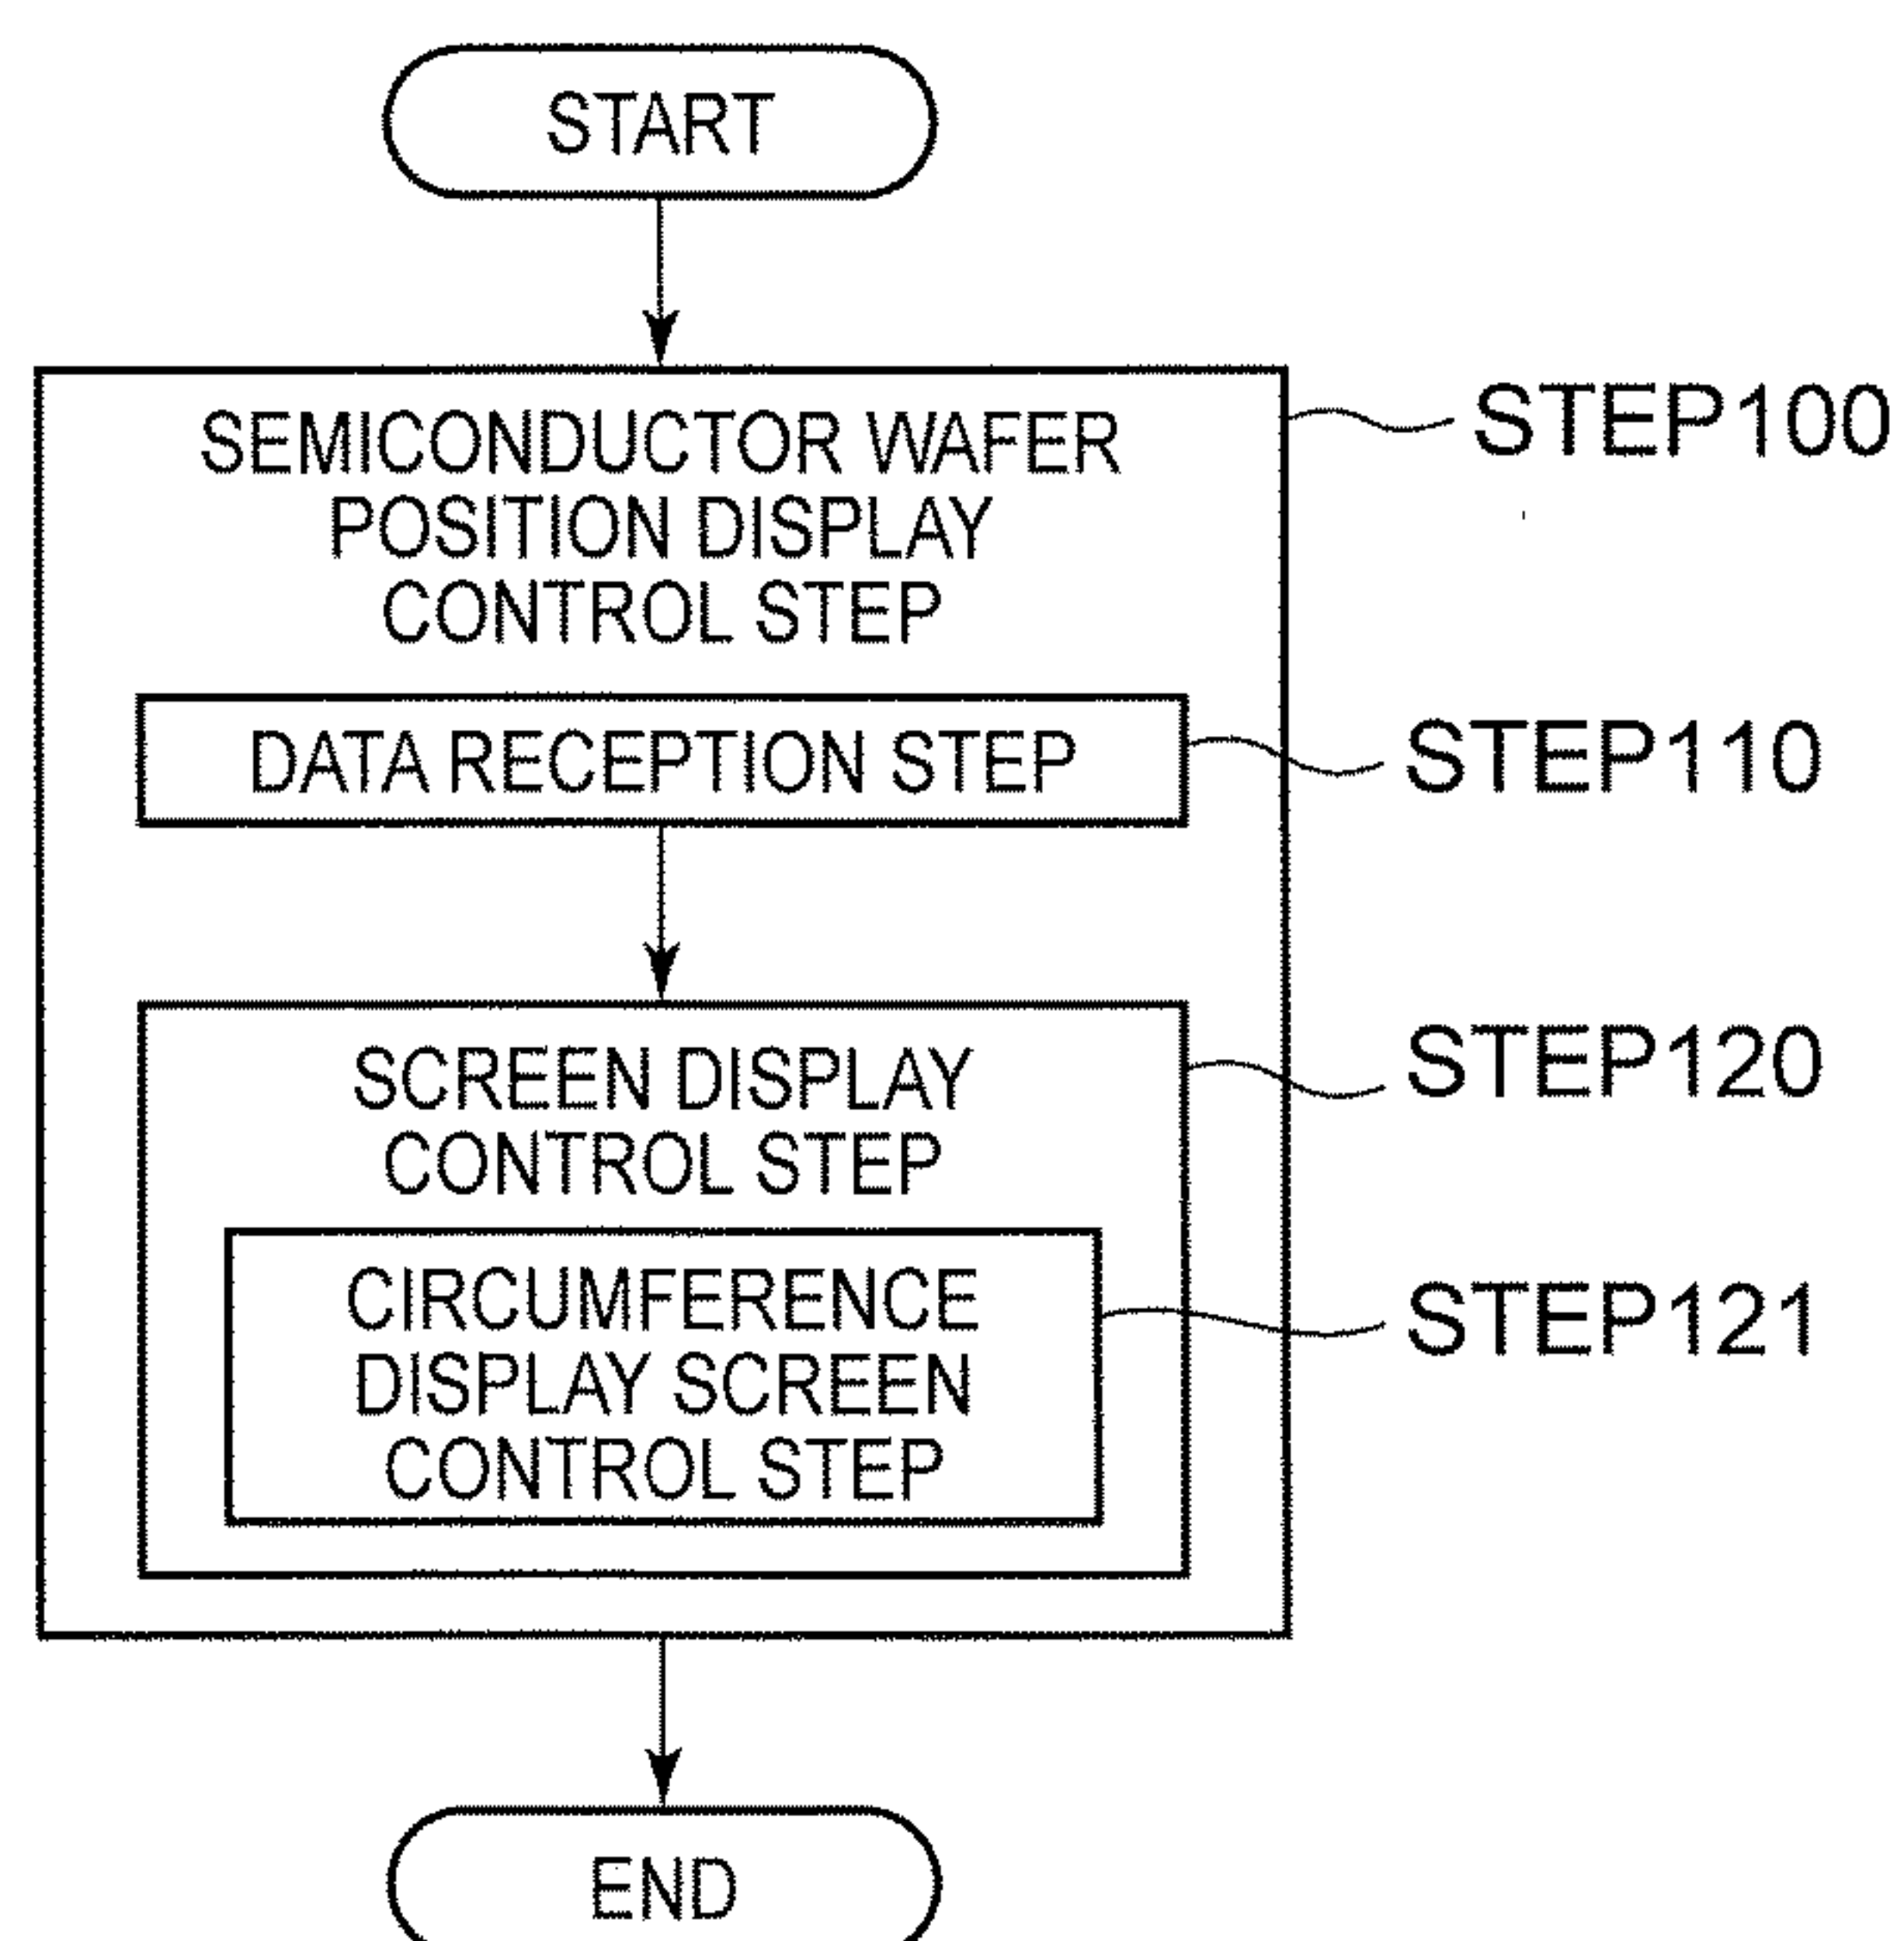 START
SEMICONDUCTOR WAFER
POSITION DISPLAY
CONTROL STEP
STEP100
DATA RECEPTION STEP
STEP110
SCREEN DISPLAY
CONTROL STEP
STEP120
CIRCUMFERENCE
DISPLAY SCREEN
CONTROL STEP
STEP121
END